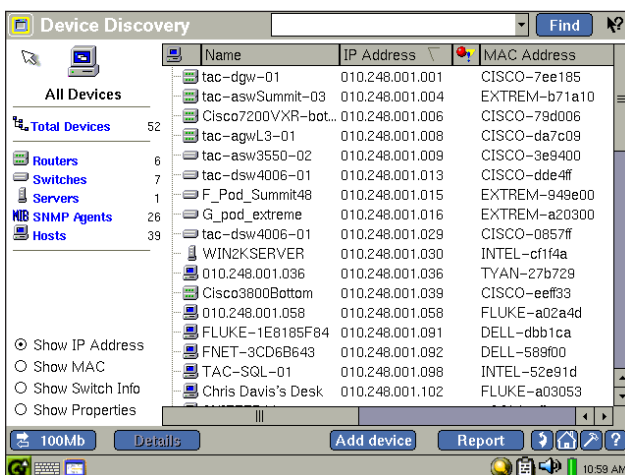 Device Discovery
Find
All Devices
Total Devices 52
Routers 6
Switches 7
Servers 1
MIB SNMP Agents 26
Hosts 39
Show IP Address
Show MAC
Show Switch Info
Show Properties
Name IP Address MAC Address
tac-dgw-01 010.248.001.001 CISCO-7ee185
tac-aswSummit-03 010.248.001.004 EXTREM-b71a10
Cisco7200VXR-bot... 010.248.001.006 CISCO-79d006
tac-agwL3-01 010.248.001.008 CISCO-da7c09
tac-asw3550-02 010.248.001.009 CISCO-3e9400
tac-dsw4006-01 010.248.001.013 CISCO-dde4ff
F_Pod_Summit48 010.248.001.015 EXTREM-949e00
G_pod_extreme 010.248.001.016 EXTREM-a20300
tac-dsw4006-01 010.248.001.029 CISCO-0857ff
WIN2KSERVER 010.248.001.030 INTEL-cf1f4a
010.248.001.036 010.248.001.036 TYAN-27b729
Cisco3800Bottom 010.248.001.039 CISCO-eeff33
010.248.001.058 010.248.001.058 FLUKE-a02a4d
FLUKE-1E8185F84 010.248.001.091 DELL-dbb1ca
FNET-3CD6B643 010.248.001.092 DELL-589f00
TAC-SQL-01 010.248.001.098 INTEL-52e91d
Chris Davis's Desk 010.248.001.102 FLUKE-a03053
100Mb Details Add device Report ?
10:59 AM